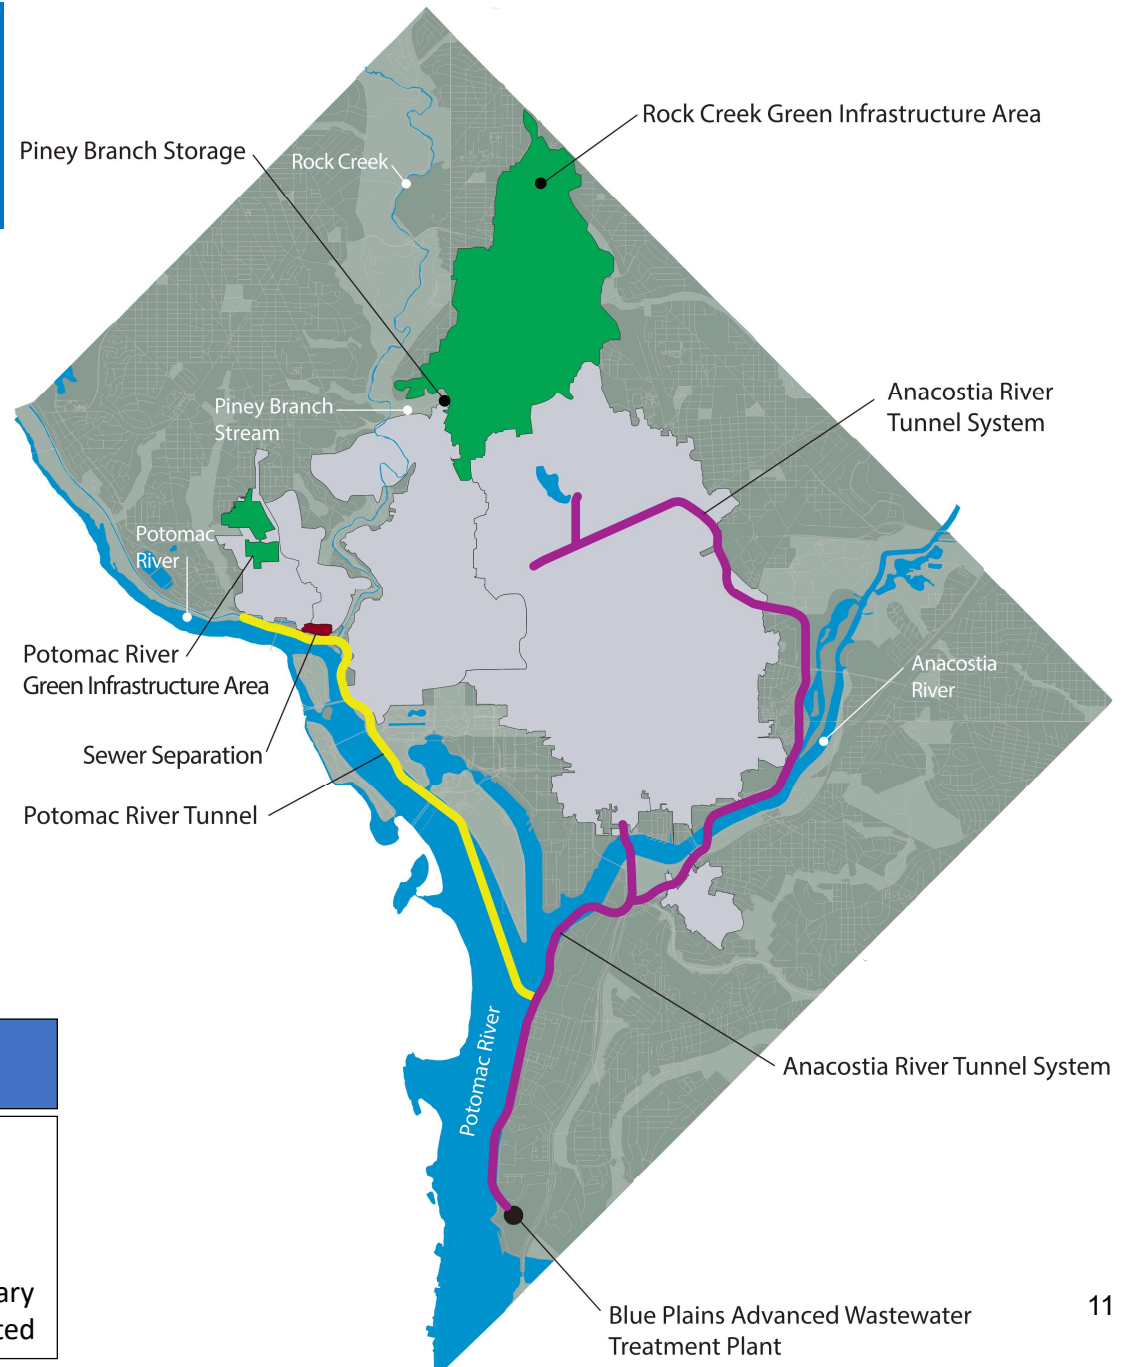 Rock Creek Green Infrastructure Area
Piney Branch Storage
Rock Creek
Anacostia River
Tunnel System
Piney Branch
Stream
Potomac
River
Potomac River
Green Infrastructure Area
Anacostia
River
Sewer Separation
Potomac River Tunnel
Potomac River
Anacostia River Tunnel System
Blue Plains Advanced Wastewater
Treatment Plant
11